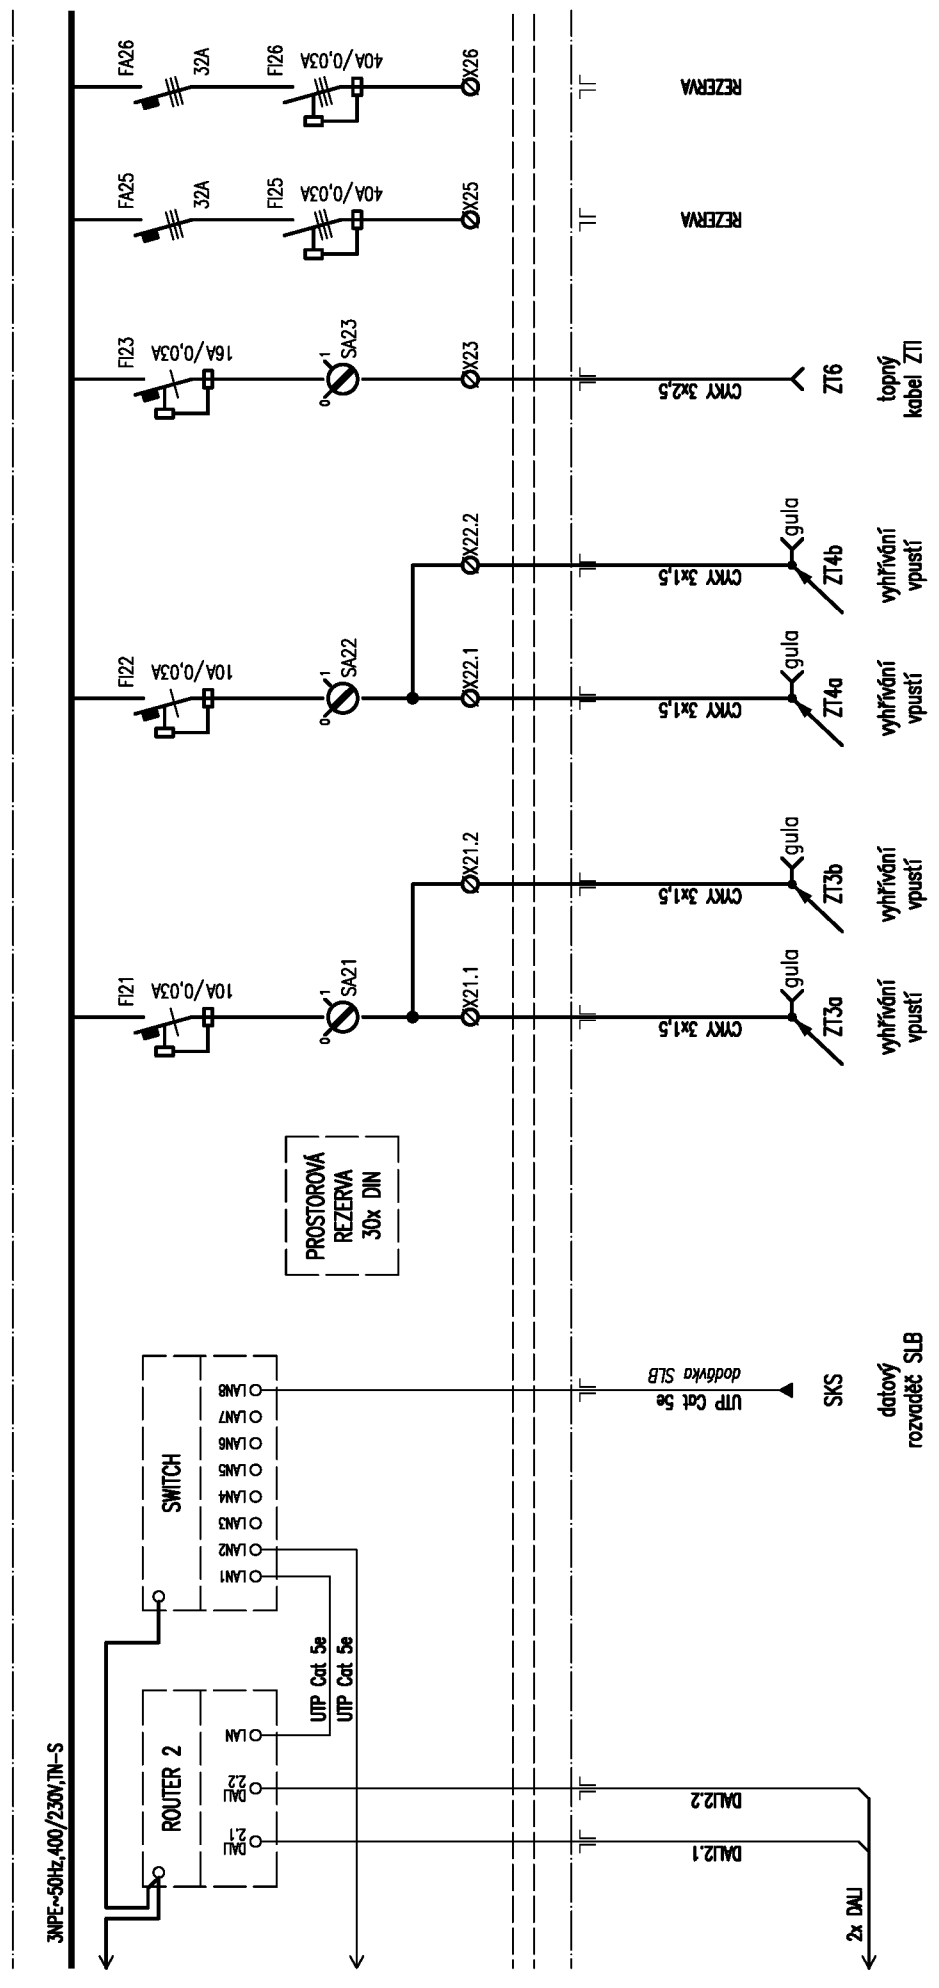 3NPE~50Hz,400/230V,TN-S
ROUTER 2
DALI
2.1
DALI
2.2
LAN
UTP Cat 5e
UTP Cat 5e
SWITCH
LAN1
LAN2
LAN3
LAN4
LAN5
LAN6
LAN7
LAN8
DALI2.1
DALI2.2
2x DALI
UTP Cat 5e
dodávka SLB
SKS
datový
rozvaděč SLB
PROSTOROVÁ
REZERVA
30x DIN
FI21
10A/0,03A
0
1
SA21
X21.1
CYKY 3x1,5
gula
ZT3a
vyhřívání
vpustí
X21.2
CYKY 3x1,5
gula
ZT3b
vyhřívání
vpustí
FI22
10A/0,03A
0
1
SA22
X22.1
CYKY 3x1,5
gula
ZT4a
vyhřívání
vpustí
X22.2
CYKY 3x1,5
gula
ZT4b
vyhřívání
vpustí
FI23
16A/0,03A
0
1
SA23
X23
CYKY 3x2,5
ZT6
topný
kabel ZTI
FA25
32A
FI25
40A/0,03A
X25
REZERVA
FA26
32A
FI26
40A/0,03A
X26
REZERVA